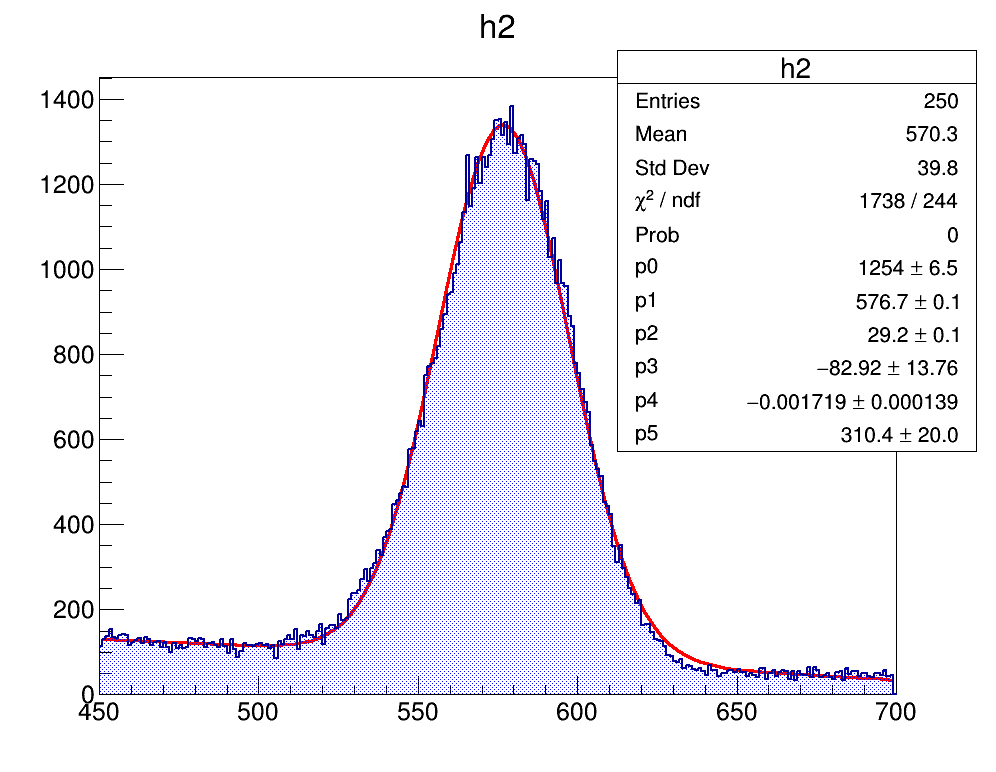 h2
h2
Entries 250
Mean 570.3
Std Dev 39.8
χ² / ndf 1738 / 244
Prob 0
p0 1254 ± 6.5
p1 576.7 ± 0.1
p2 29.2 ± 0.1
p3 −82.92 ± 13.76
p4 −0.001719 ± 0.000139
p5 310.4 ± 20.0
1400
1200
1000
800
600
400
200
0
450 500 550 600 650 700